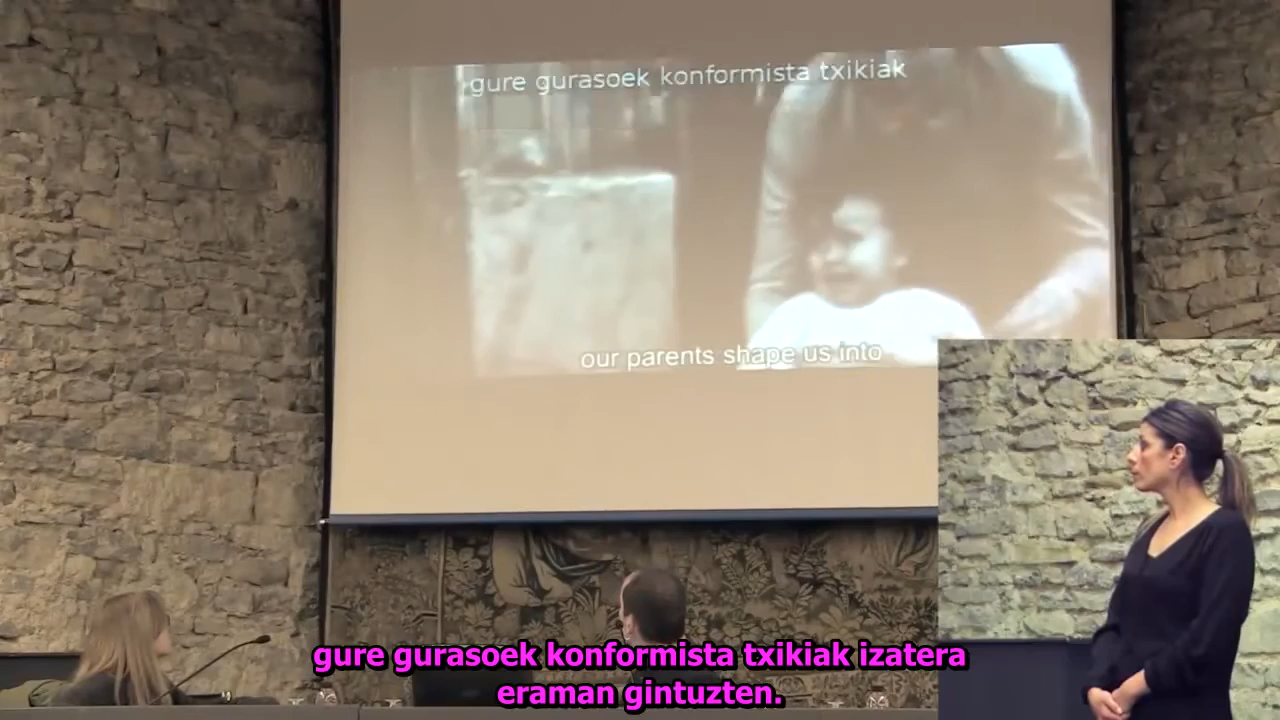 gure gurasoek konformista txikiak
our parents shape us into
gure gurasoek konformista txikiak izatera
eraman gintuzten.